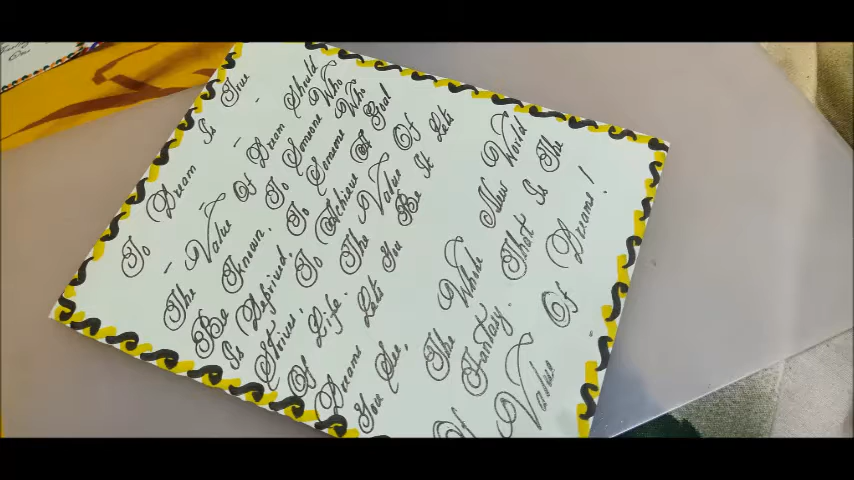 To Dream Is True
The Value Of Dream Should
Be Known, To Someone Who
Is Deprived, To Someone Who
Strives, To Achieve A Goal
Of Life. The Value Of
Dreams Lets You Be It Lets
You See,
The Whole New World
Of Fantasy. That Is The
Value Of Dreams!